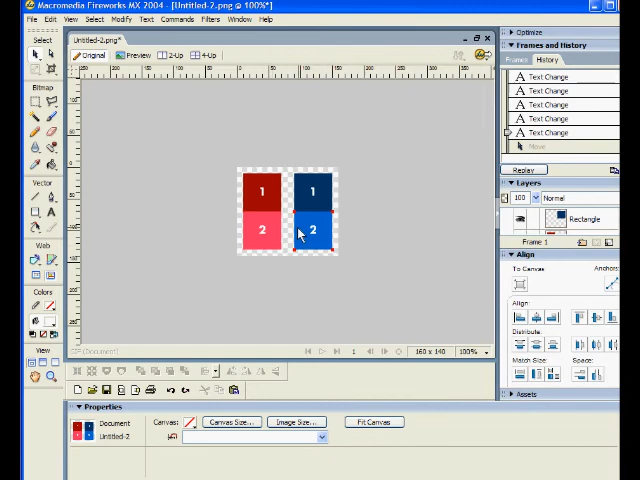 Macromedia Fireworks MX 2004 - [Untitled-2.png @ 100%*]
File Edit View Select Modify Text Commands Filters Window Help
Untitled-2.png*
Original Preview 2-Up 4-Up
Select
Bitmap
Vector
Web
Colors
View
1 1
2 2
GIF (Document)
1
160 x 140 100%
Optimize
Frames and History
Frames History
Text Change
Text Change
Text Change
Text Change
Text Change
Move
Replay
Layers
100 Normal
Rectangle
Frame 1
Align
To Canvas Anchors:
Align:
Distribute:
Match Size: Space:
Assets
Properties
Document
Untitled-2
Canvas: Canvas Size... Image Size... Fit Canvas